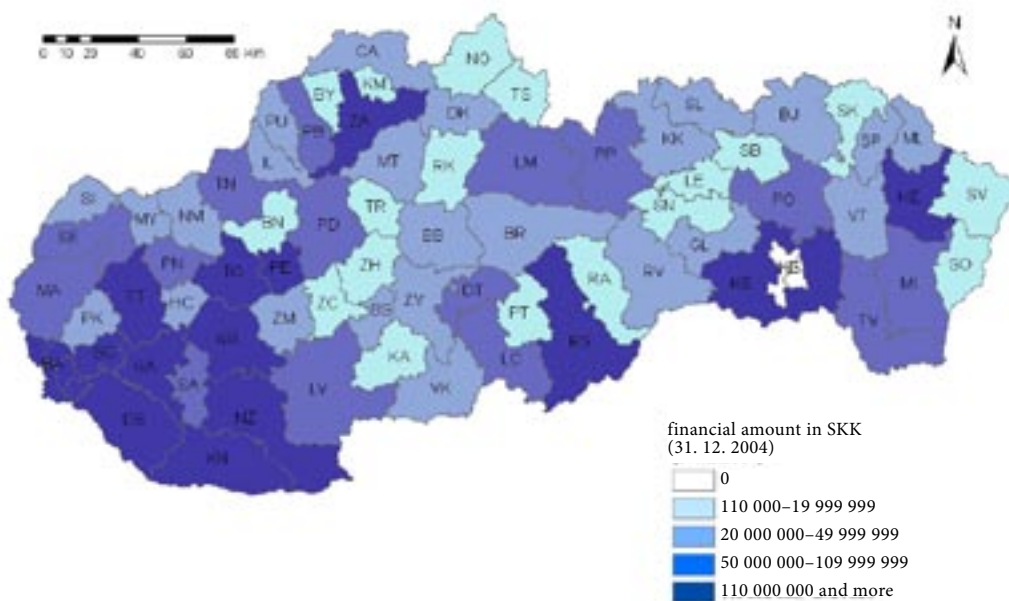 N
0 10 20 40 60 80 km
CA
NO
TS
BY
KM
PU
PB
ZA
DK
KK
SL
BJ
SK
SP
ML
IL
MT
RK
LM
PP
SB
TN
LE
SN
PO
VT
HE
SV
SI
MY
NM
BN
PD
TR
BB
BR
GL
SE
ZH
RA
RV
KS
SO
MA
TT
PN
TO
PE
MI
PK
HC
ZM
ZC
BS
ZV
DT
PT
RS
TV
BA
SC
GA
NR
KA
LC
SA
LV
VK
DS
NZ
KN
financial amount in SKK
(31. 12. 2004)
0
110 000–19 999 999
20 000 000–49 999 999
50 000 000–109 999 999
110 000 000 and more